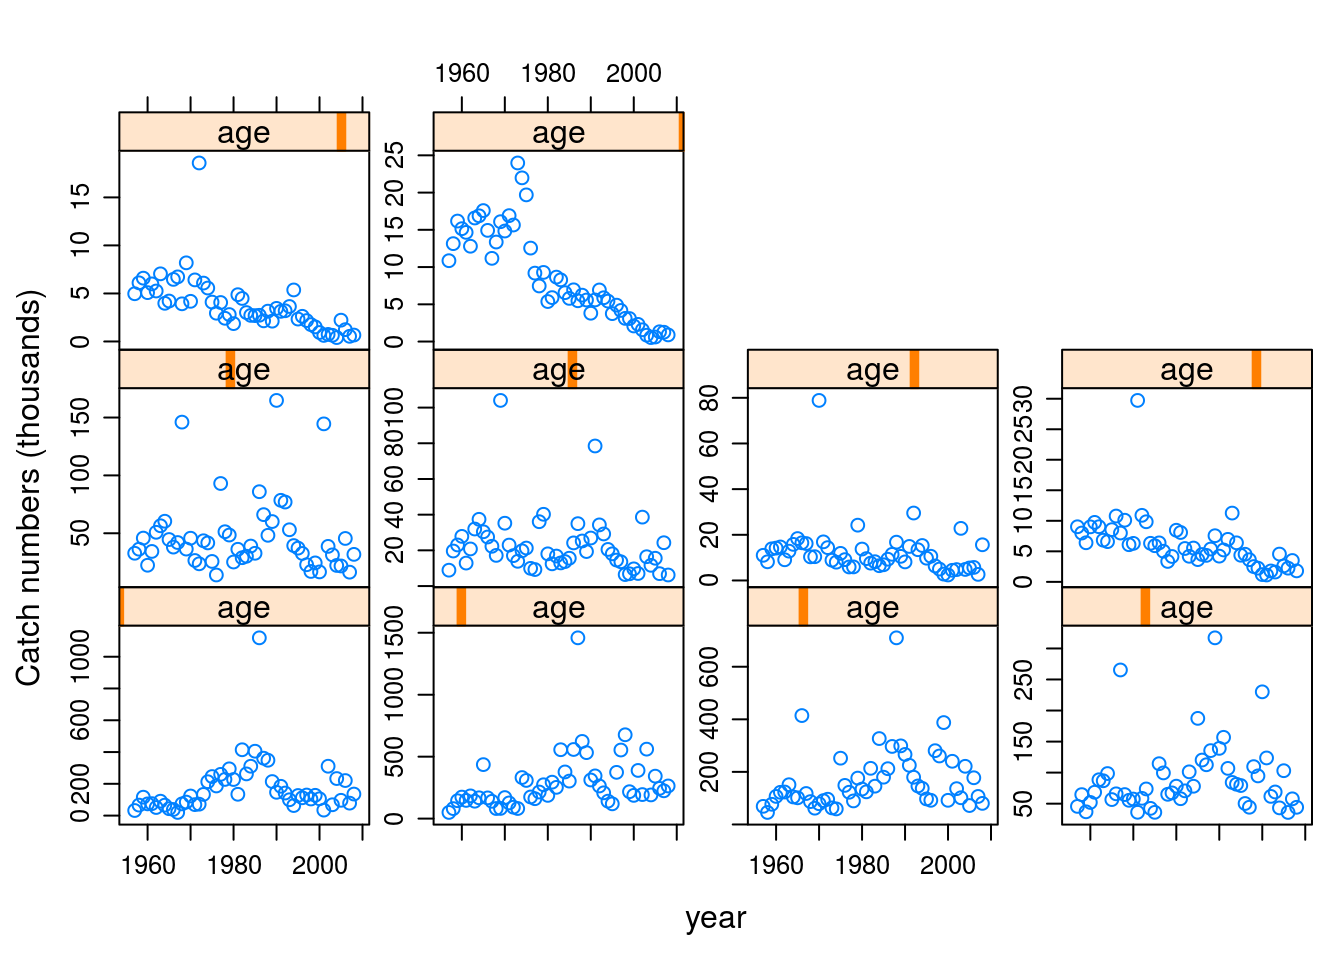 1960 1980 2000
age age
0 5 10 15
0 5 10 15 20 25
age age age age
50 100 150
20 40 60 80 100
0 20 40 60 80
0 5 10 15 20 25 30
age age age age
0 200 600 1000
0 500 1000 1500
200 400 600
50 150 250
1960 1980 2000 1960 1980 2000
year
Catch numbers (thousands)